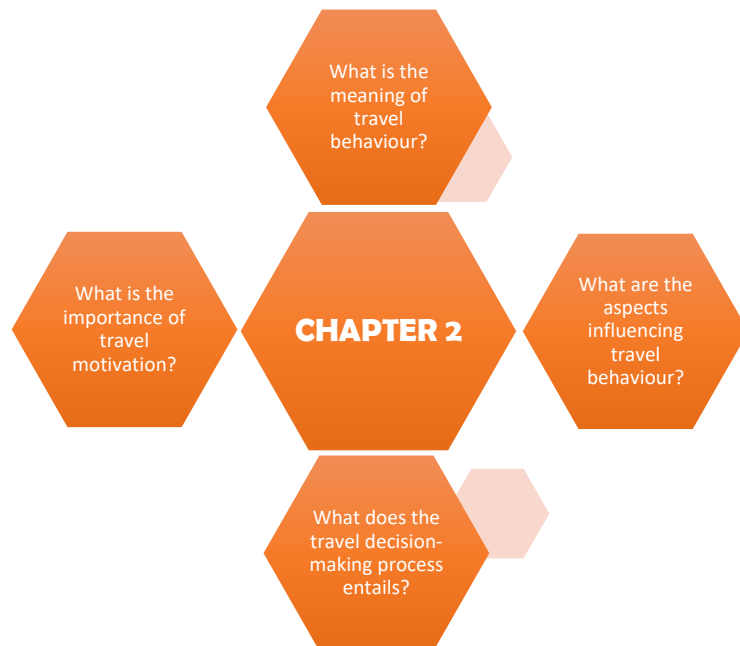 What is the
meaning of
travel
behaviour?
What is the
importance of
travel
motivation?
CHAPTER 2
What are the
aspects
influencing
travel
behaviour?
What does the
travel decision-
making process
entails?